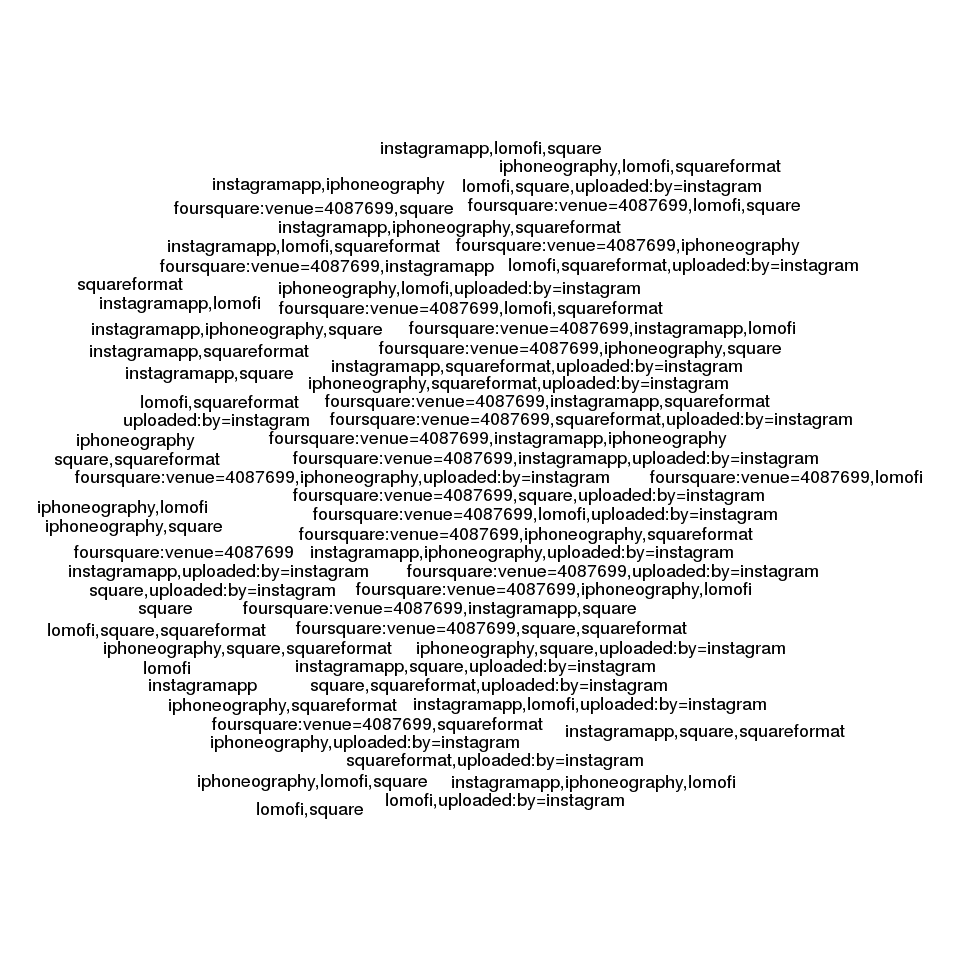 instagramapp,lomofi,square
iphoneography,lomofi,squareformat
instagramapp,iphoneography
lomofi,square,uploaded:by=instagram
foursquare:venue=4087699,square
foursquare:venue=4087699,lomofi,square
instagramapp,iphoneography,squareformat
instagramapp,lomofi,squareformat
foursquare:venue=4087699,iphoneography
foursquare:venue=4087699,instagramapp
lomofi,squareformat,uploaded:by=instagram
squareformat
iphoneography,lomofi,uploaded:by=instagram
instagramapp,lomofi
foursquare:venue=4087699,lomofi,squareformat
instagramapp,iphoneography,square
foursquare:venue=4087699,instagramapp,lomofi
instagramapp,squareformat
foursquare:venue=4087699,iphoneography,square
instagramapp,square
instagramapp,squareformat,uploaded:by=instagram
iphoneography,squareformat,uploaded:by=instagram
lomofi,squareformat
foursquare:venue=4087699,instagramapp,squareformat
uploaded:by=instagram
foursquare:venue=4087699,squareformat,uploaded:by=instagram
iphoneography
foursquare:venue=4087699,instagramapp,iphoneography
square,squareformat
foursquare:venue=4087699,instagramapp,uploaded:by=instagram
foursquare:venue=4087699,iphoneography,uploaded:by=instagram
foursquare:venue=4087699,lomofi
foursquare:venue=4087699,square,uploaded:by=instagram
iphoneography,lomofi
foursquare:venue=4087699,lomofi,uploaded:by=instagram
iphoneography,square
foursquare:venue=4087699,iphoneography,squareformat
foursquare:venue=4087699
instagramapp,iphoneography,uploaded:by=instagram
instagramapp,uploaded:by=instagram
foursquare:venue=4087699,uploaded:by=instagram
square,uploaded:by=instagram
foursquare:venue=4087699,iphoneography,lomofi
square
foursquare:venue=4087699,instagramapp,square
lomofi,square,squareformat
foursquare:venue=4087699,square,squareformat
iphoneography,square,squareformat
iphoneography,square,uploaded:by=instagram
lomofi
instagramapp,square,uploaded:by=instagram
instagramapp
square,squareformat,uploaded:by=instagram
iphoneography,squareformat
instagramapp,lomofi,uploaded:by=instagram
foursquare:venue=4087699,squareformat
instagramapp,square,squareformat
iphoneography,uploaded:by=instagram
squareformat,uploaded:by=instagram
iphoneography,lomofi,square
instagramapp,iphoneography,lomofi
lomofi,uploaded:by=instagram
lomofi,square